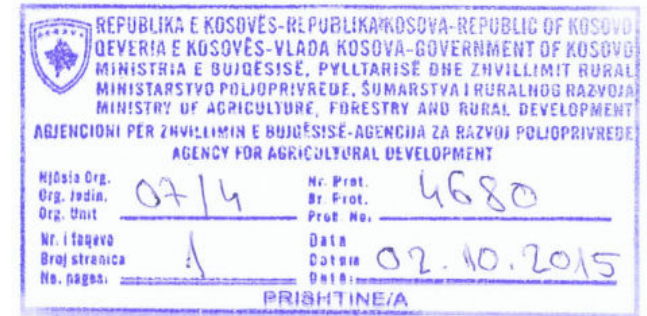 REPUBLIKA E KOSOVËS-REPUBLIKA KOSOVA-REPUBLIC OF KOSOVO
QEVERIA E KOSOVËS-VLADA KOSOVA-GOVERNMENT OF KOSOVO
MINISTRIA E BUJQËSISË, PYLLTARISË DHE ZHVILLIMIT RURAL
MINISTARSTVO POLJOPRIVREDE, ŠUMARSTVA I RURALNOG RAZVOJA
MINISTRY OF AGRICULTURE, FORESTRY AND RURAL DEVELOPMENT
AGJENCIONI PËR ZHVILLIMIN E BUJQËSISË-AGENCIJA ZA RAZVOJ POLJOPRIVREDE
AGENCY FOR AGRICULTURAL DEVELOPMENT
Njësia Org.
Org. Jedin.
Org. Unit
07/4
Nr. Prot.
Br. Prot.
Prot. No.
4680
Nr. i faqeve
Broj stranica
No. pages:
1
Data
Datum
Date:
02.10.2015
PRISHTINE/A